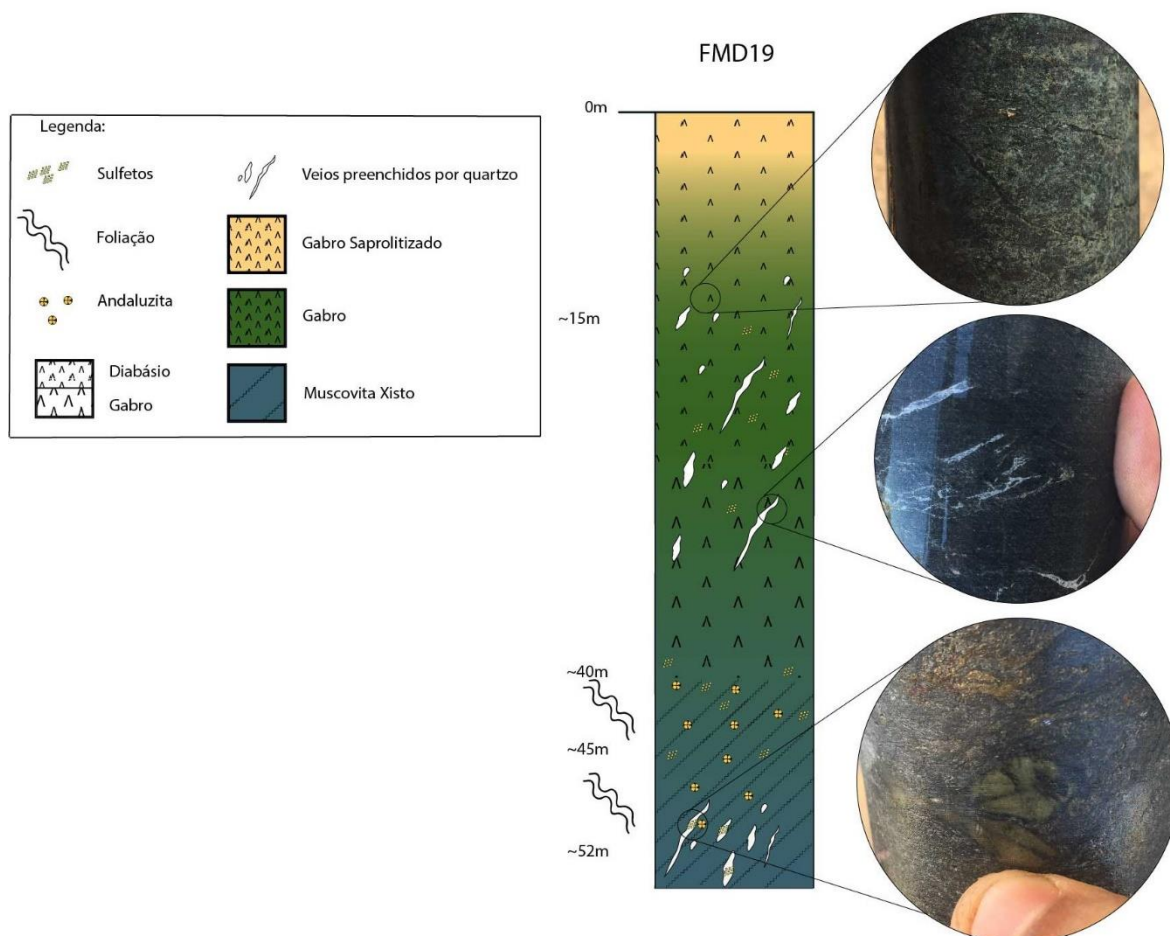 FMD19
Legenda:
Sulfetos
Veios preenchidos por quartzo
Foliação
Gabro Saprolitizado
Andaluzita
Gabro
Diabásio
Gabro
Muscovita Xisto
0m
~15m
~40m
~45m
~52m